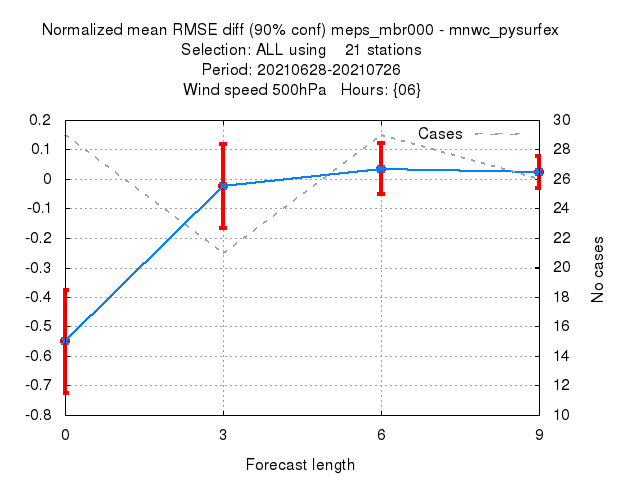 Normalized mean RMSE diff (90% conf) meps_mbr000 - mnwc_pysurfex
Selection: ALL using    21 stations
Period: 20210628-20210726
Wind speed 500hPa   Hours: {06}
Cases
0.2
0.1
0
-0.1
-0.2
-0.3
-0.4
-0.5
-0.6
-0.7
-0.8
30
28
26
24
22
20
18
16
14
12
10
No cases
0 3 6 9
Forecast length